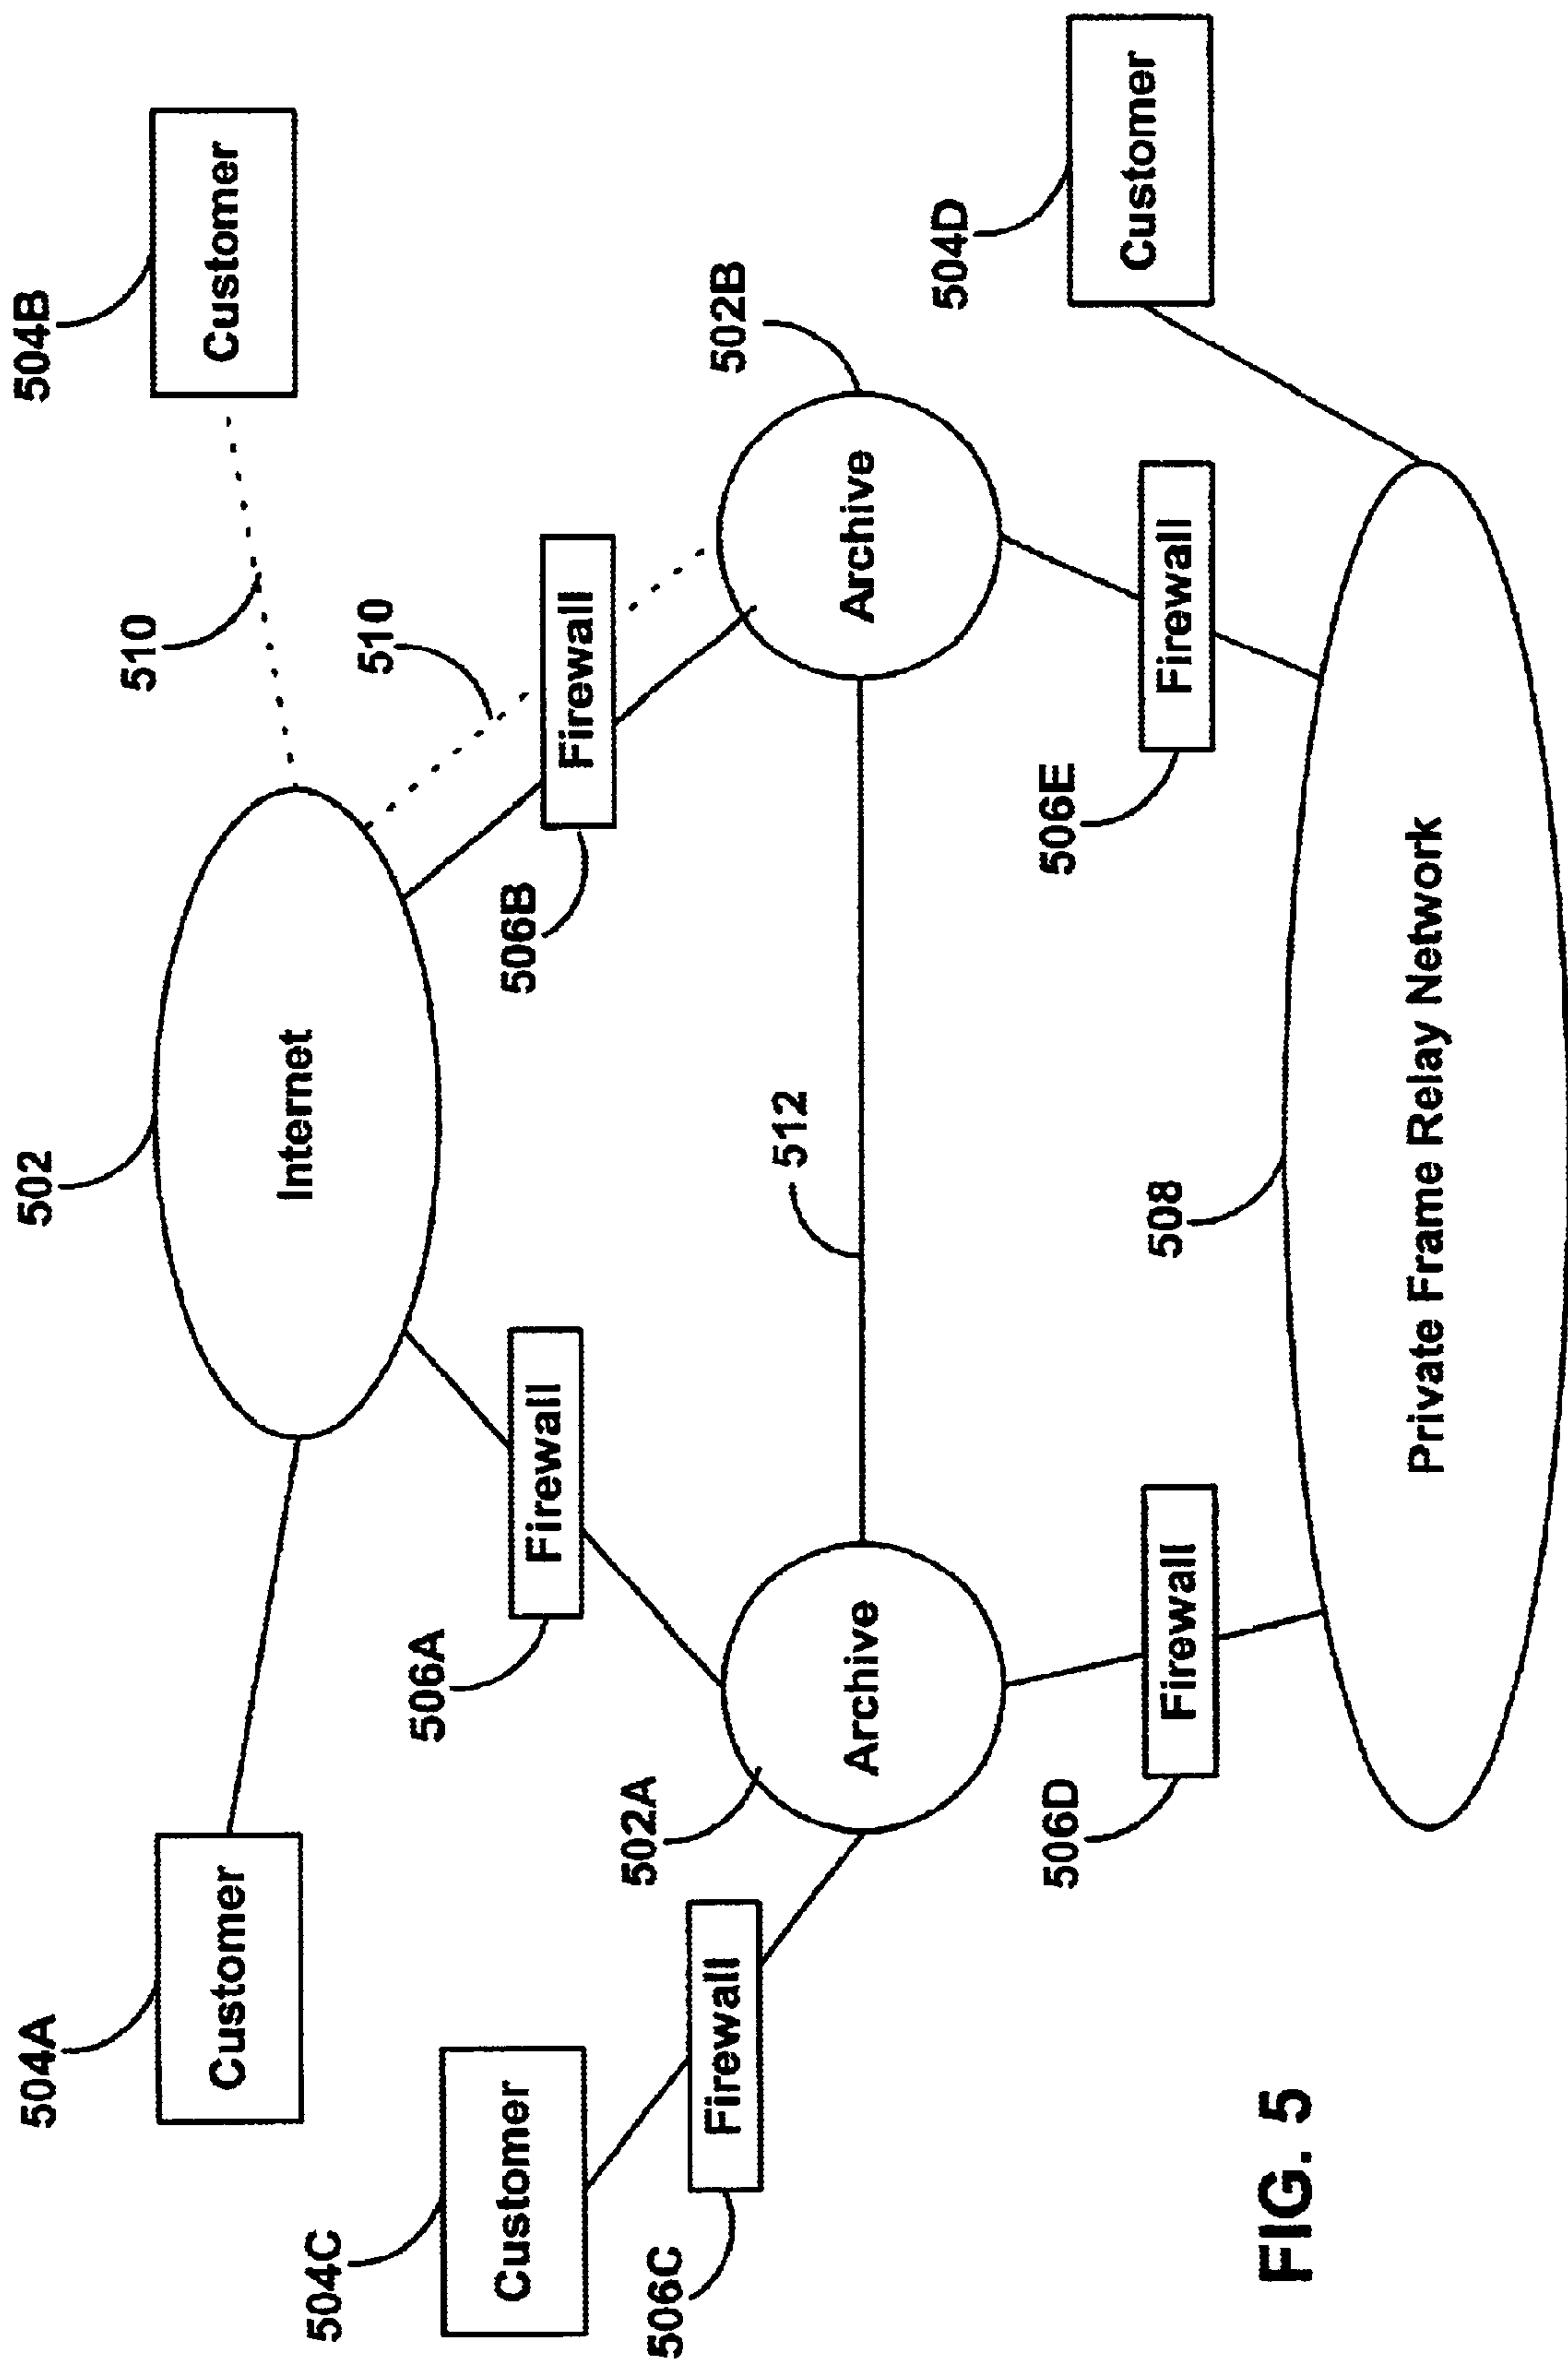 504A
Customer
502
Internet
504B
Customer
510
504C
Customer
506A
Firewall
506B
Firewall
510
506C
Firewall
502A
Archive
512
502B
Archive
504D
Customer
506D
Firewall
506E
Firewall
508
Private Frame Relay Network
FIG. 5